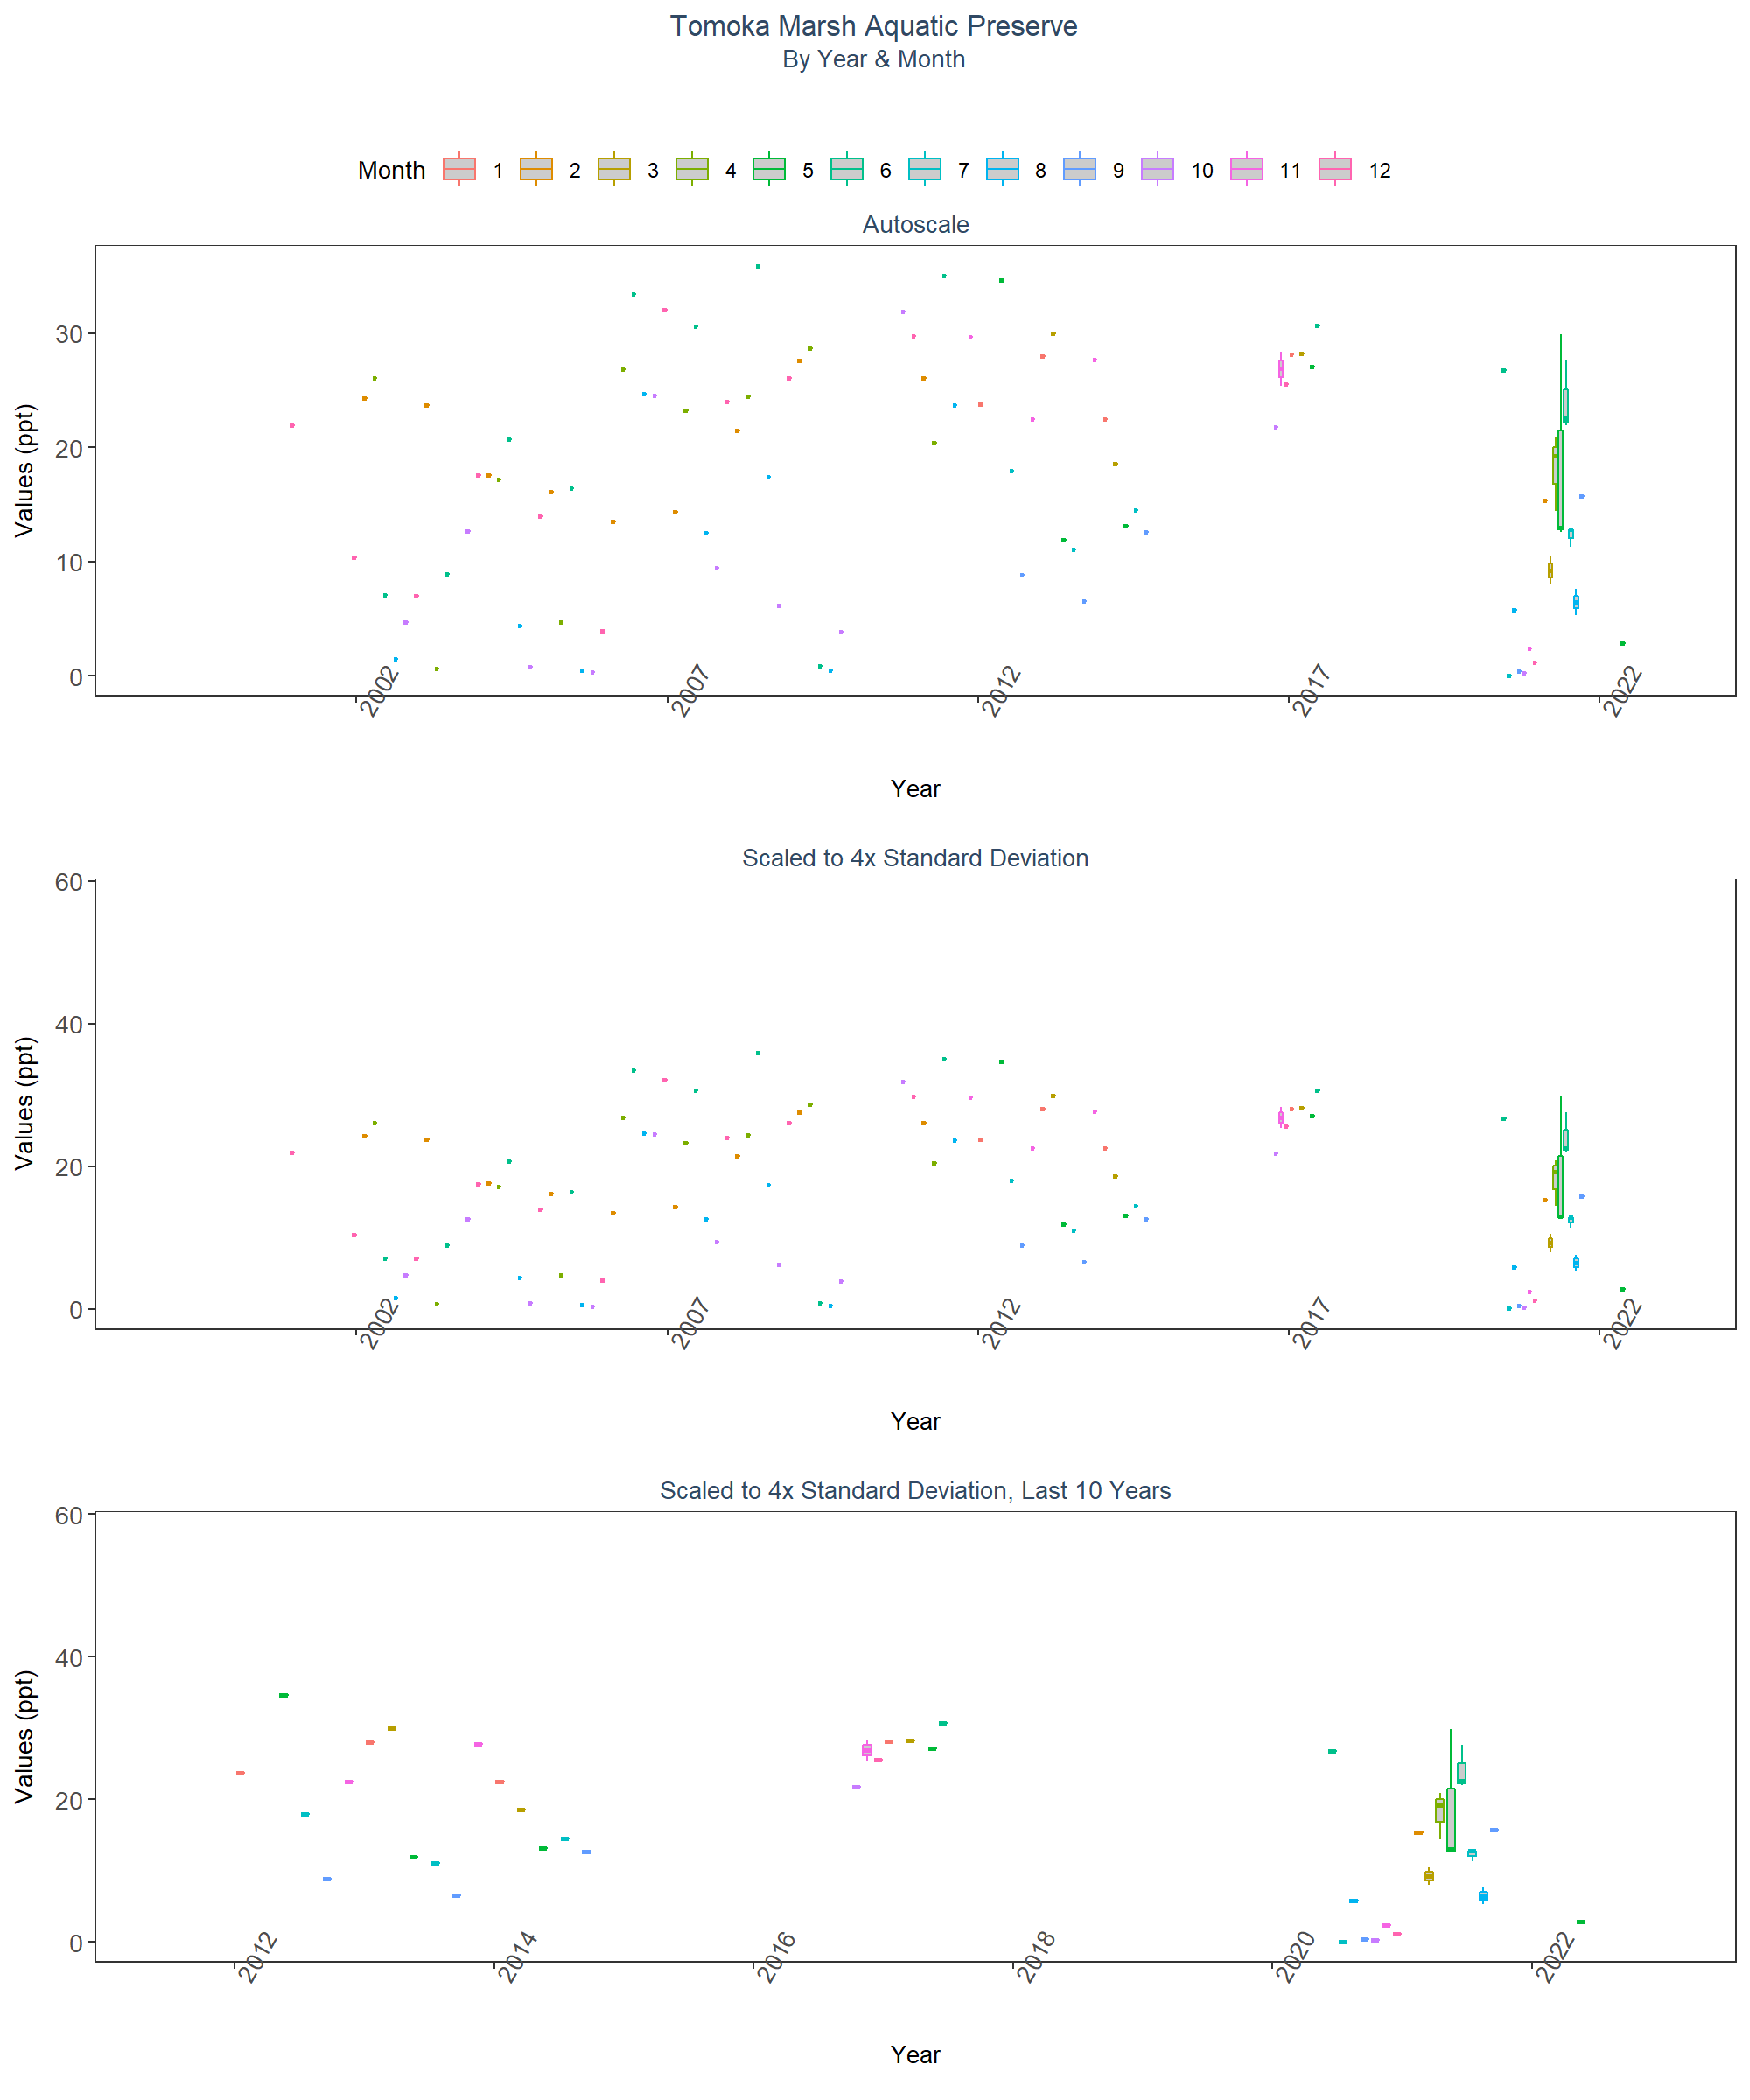 Tomoka Marsh Aquatic Preserve
By Year & Month
Month 1 2 3 4 5 6 7 8 9 10 11 12
Autoscale
Values (ppt)
30
20
10
0
2002 2007 2012 2017 2022
Year
Scaled to 4x Standard Deviation
Values (ppt)
60
40
20
0
2002 2007 2012 2017 2022
Year
Scaled to 4x Standard Deviation, Last 10 Years
Values (ppt)
60
40
20
0
2012 2014 2016 2018 2020 2022
Year